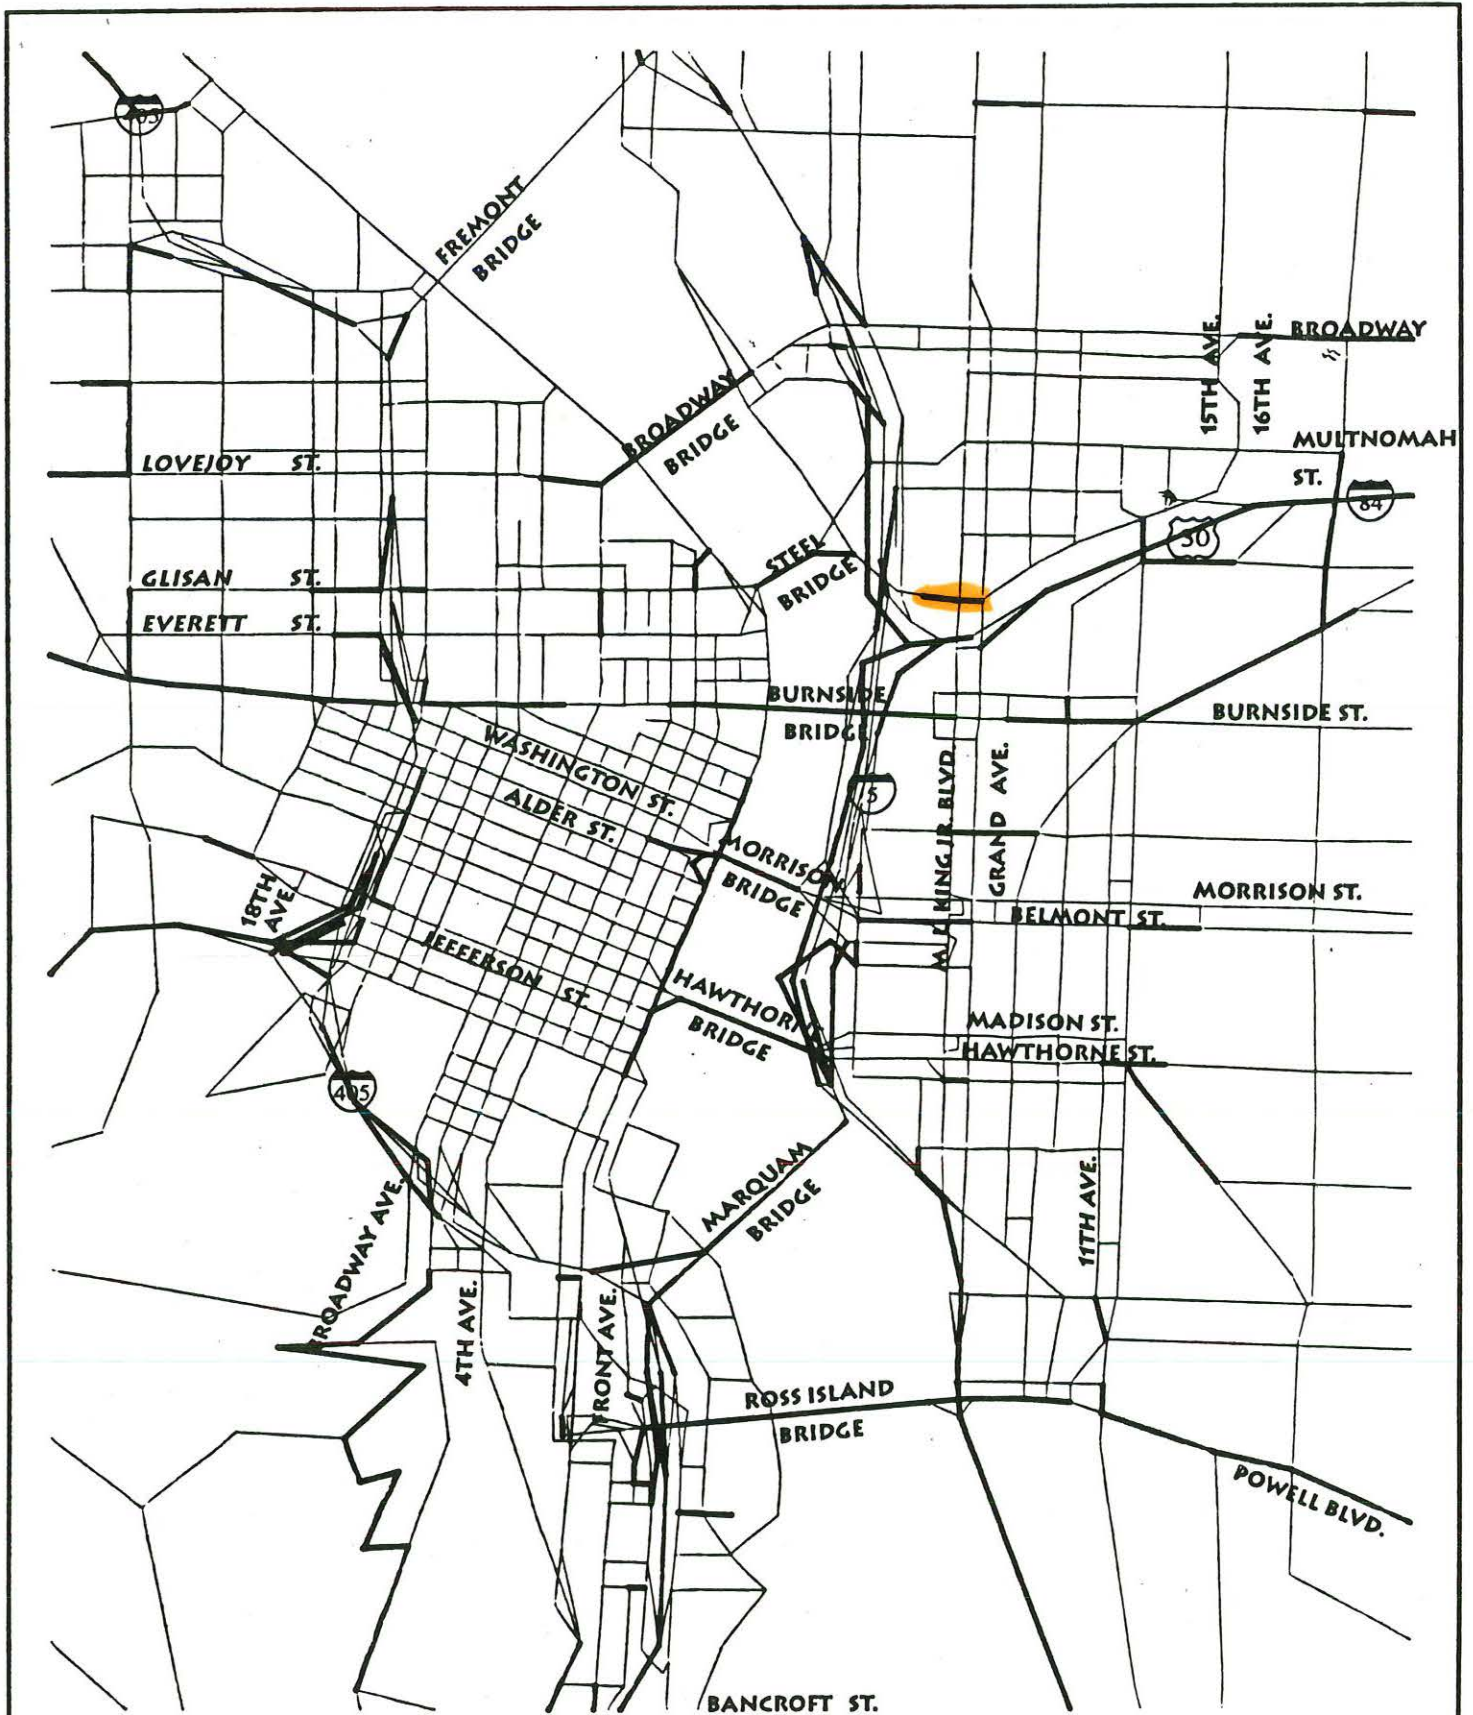 FREMONT
BRIDGE
15TH AVE.
16TH AVE.
BROADWAY
BROADWAY
BRIDGE
MULTNOMAH
ST.
LOVEJOY ST.
84
30
STEEL
BRIDGE
GLISAN ST.
EVERETT ST.
BURNSIDE
BRIDGE
BURNSIDE ST.
WASHINGTON ST.
ALDER ST.
5
KING JR. BLVD.
GRAND AVE.
MORRISON
BRIDGE
18TH
AVE.
MORRISON ST.
BELMONT ST.
JEFFERSON ST.
HAWTHORNE
BRIDGE
MADISON ST.
HAWTHORNE ST.
405
MARQUAM
BRIDGE
11TH AVE.
BROADWAY AVE.
4TH AVE.
FRONT AVE.
ROSS ISLAND
BRIDGE
POWELL BLVD.
BANCROFT ST.